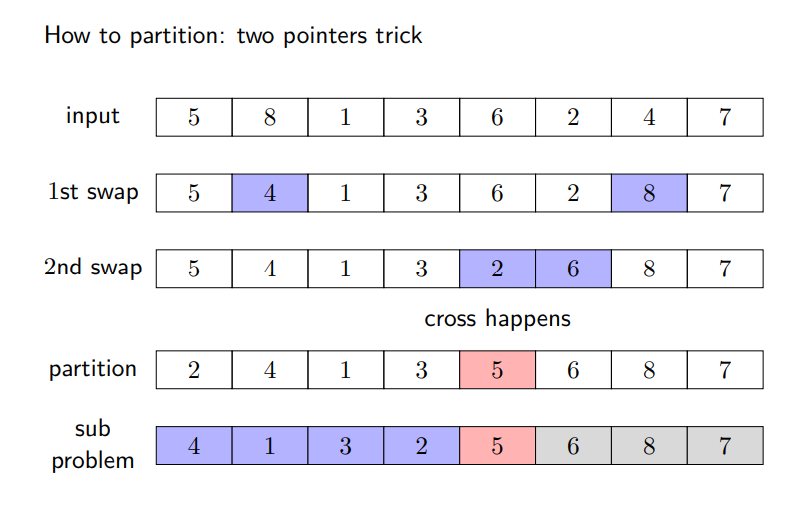 How to partition: two pointers trick
input 5 8 1 3 6 2 4 7
1st swap 5 4 1 3 6 2 8 7
2nd swap 5 4 1 3 2 6 8 7
cross happens
partition 2 4 1 3 5 6 8 7
sub
problem 4 1 3 2 5 6 8 7